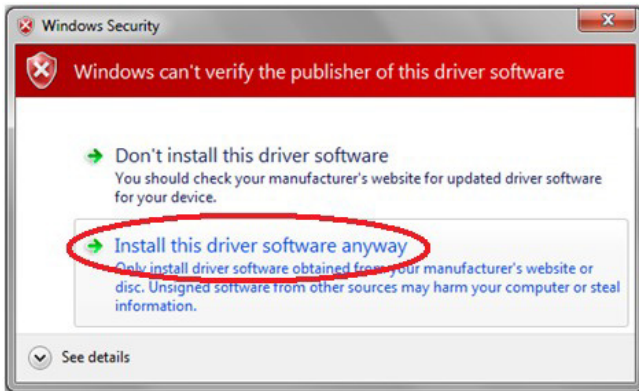 Windows Security
Windows can't verify the publisher of this driver software
Don't install this driver software
You should check your manufacturer's website for updated driver software
for your device.
Install this driver software anyway
Only install driver software obtained from your manufacturer's website or
disc. Unsigned software from other sources may harm your computer or steal
information.
See details